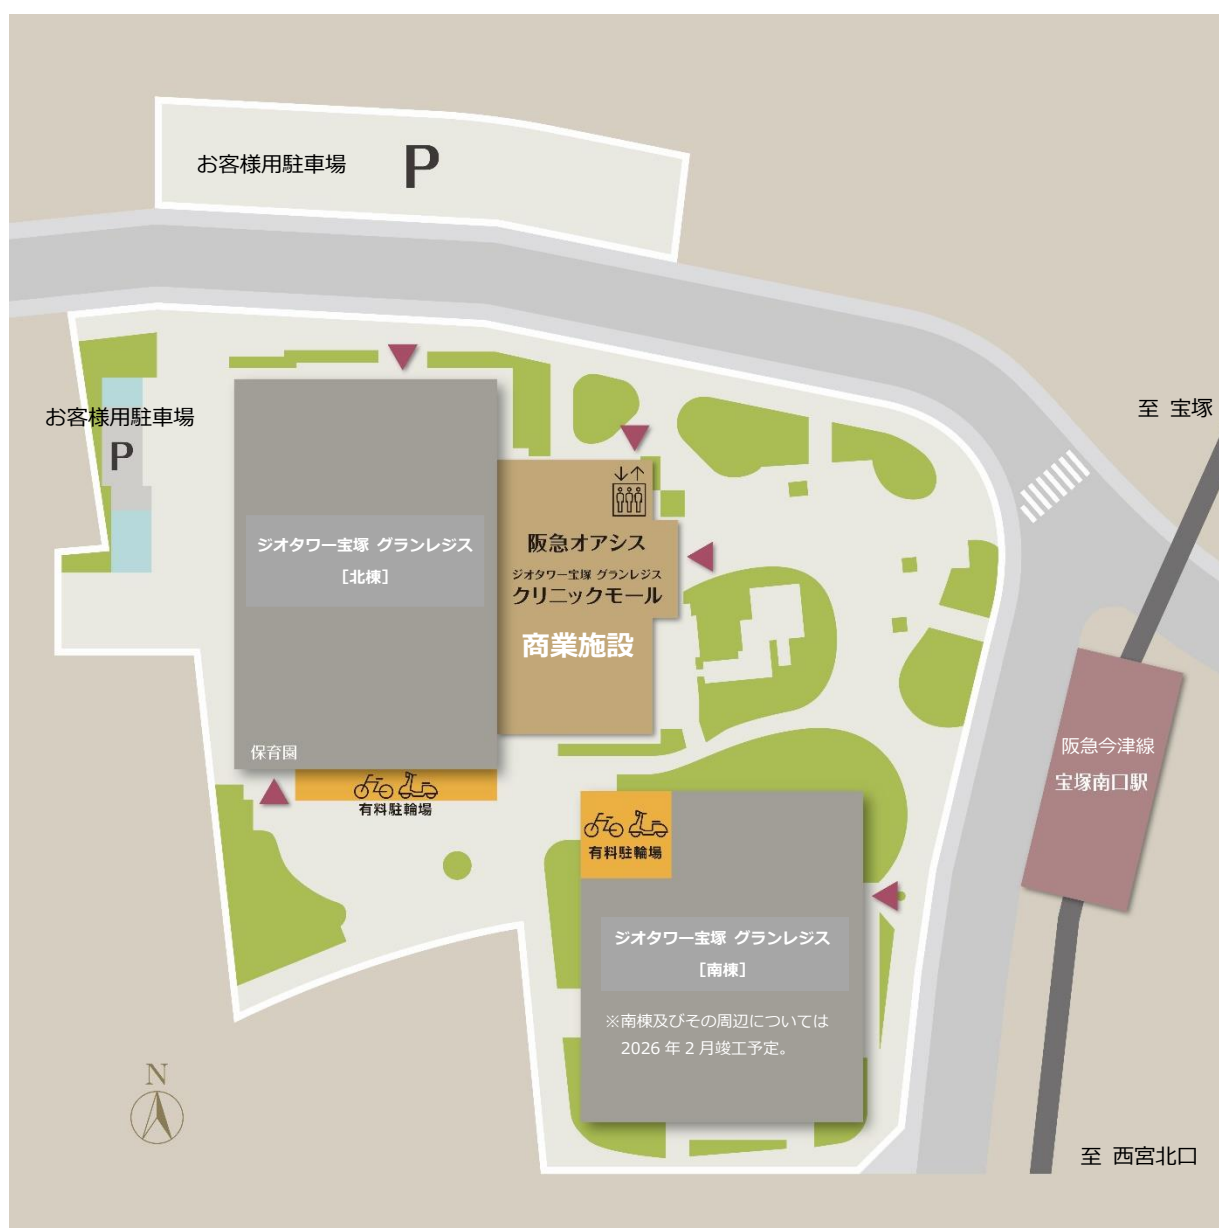 お客様用駐車場 P
至 宝塚
お客様用駐車場
P
阪急オアシス
ジオタワー宝塚 グランレジス
［北棟］
ジオタワー宝塚 グランレジス
クリニックモール
商業施設
保育園
阪急今津線
宝塚南口駅
有料駐輪場
有料駐輪場
ジオタワー宝塚 グランレジス
［南棟］
※南棟及びその周辺については
2026 年 2 月竣工予定。
N
至 西宮北口